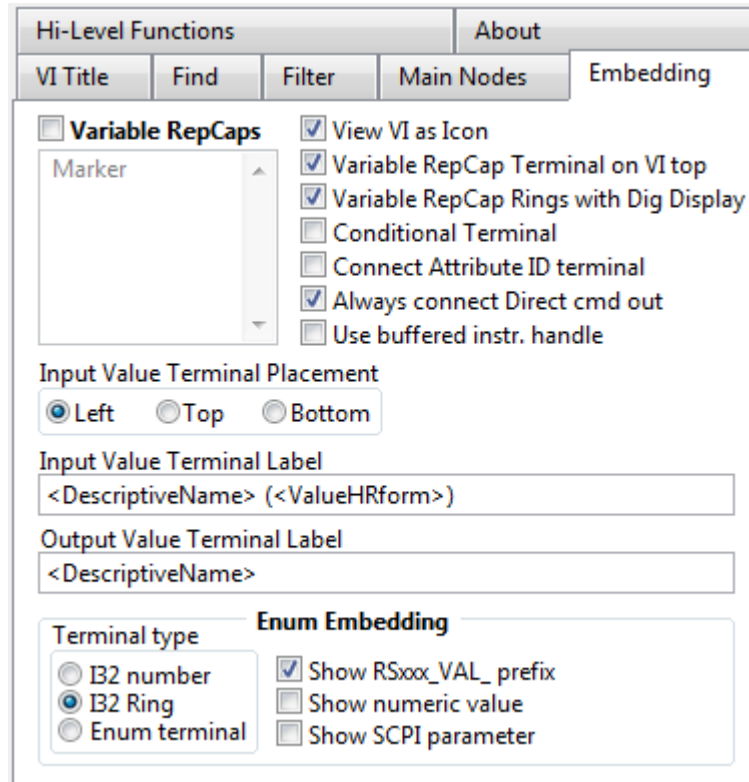 Hi-Level Functions About
VI Title Find Filter Main Nodes Embedding
Variable RepCaps
Marker
View VI as Icon
Variable RepCap Terminal on VI top
Variable RepCap Rings with Dig Display
Conditional Terminal
Connect Attribute ID terminal
Always connect Direct cmd out
Use buffered instr. handle
Input Value Terminal Placement
Left Top Bottom
Input Value Terminal Label
<DescriptiveName> (<ValueHRform>)
Output Value Terminal Label
<DescriptiveName>
Enum Embedding
Terminal type
I32 number
I32 Ring
Enum terminal
Show RSxxx_VAL_ prefix
Show numeric value
Show SCPI parameter